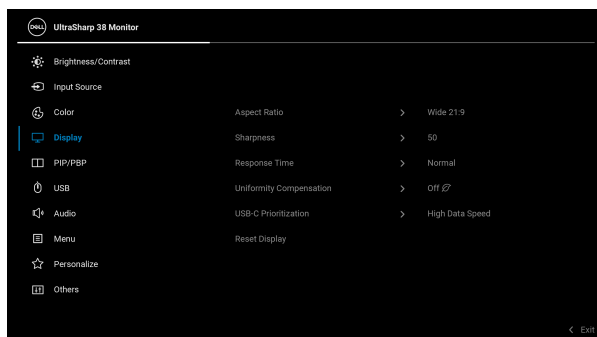 DELL UltraSharp 38 Monitor
Brightness/Contrast
Input Source
Color
Aspect Ratio Wide 21:9
Display Sharpness 50
PIP/PBP Response Time Normal
USB Uniformity Compensation Off
Audio USB-C Prioritization High Data Speed
Menu Reset Display
Personalize
Others
Exit